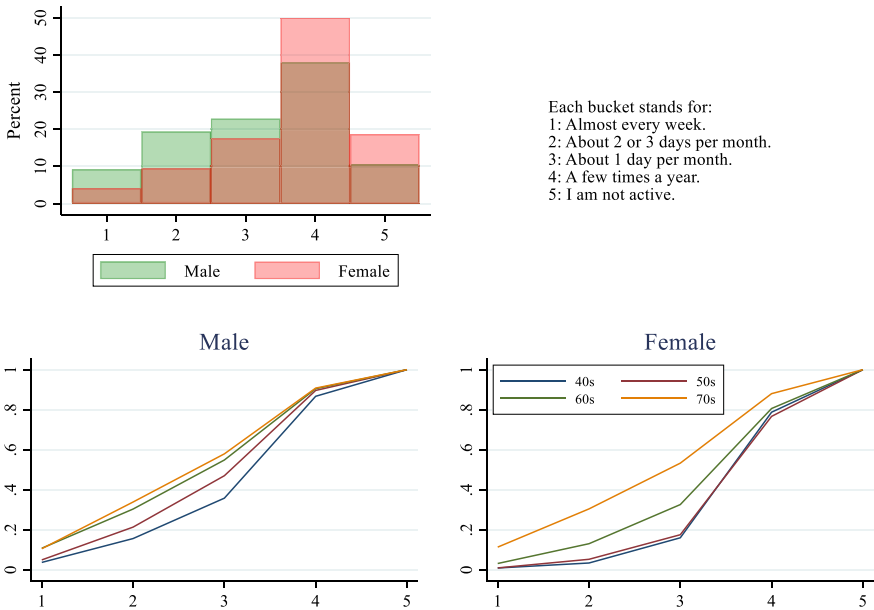 50
40
30
20
10
0
Percent
1 2 3 4 5
Male Female
Each bucket stands for:
1: Almost every week.
2: About 2 or 3 days per month.
3: About 1 day per month.
4: A few times a year.
5: I am not active.
Male
1
.8
.6
.4
.2
0
1 2 3 4 5
Female
40s 50s
60s 70s
1
.8
.6
.4
.2
0
1 2 3 4 5